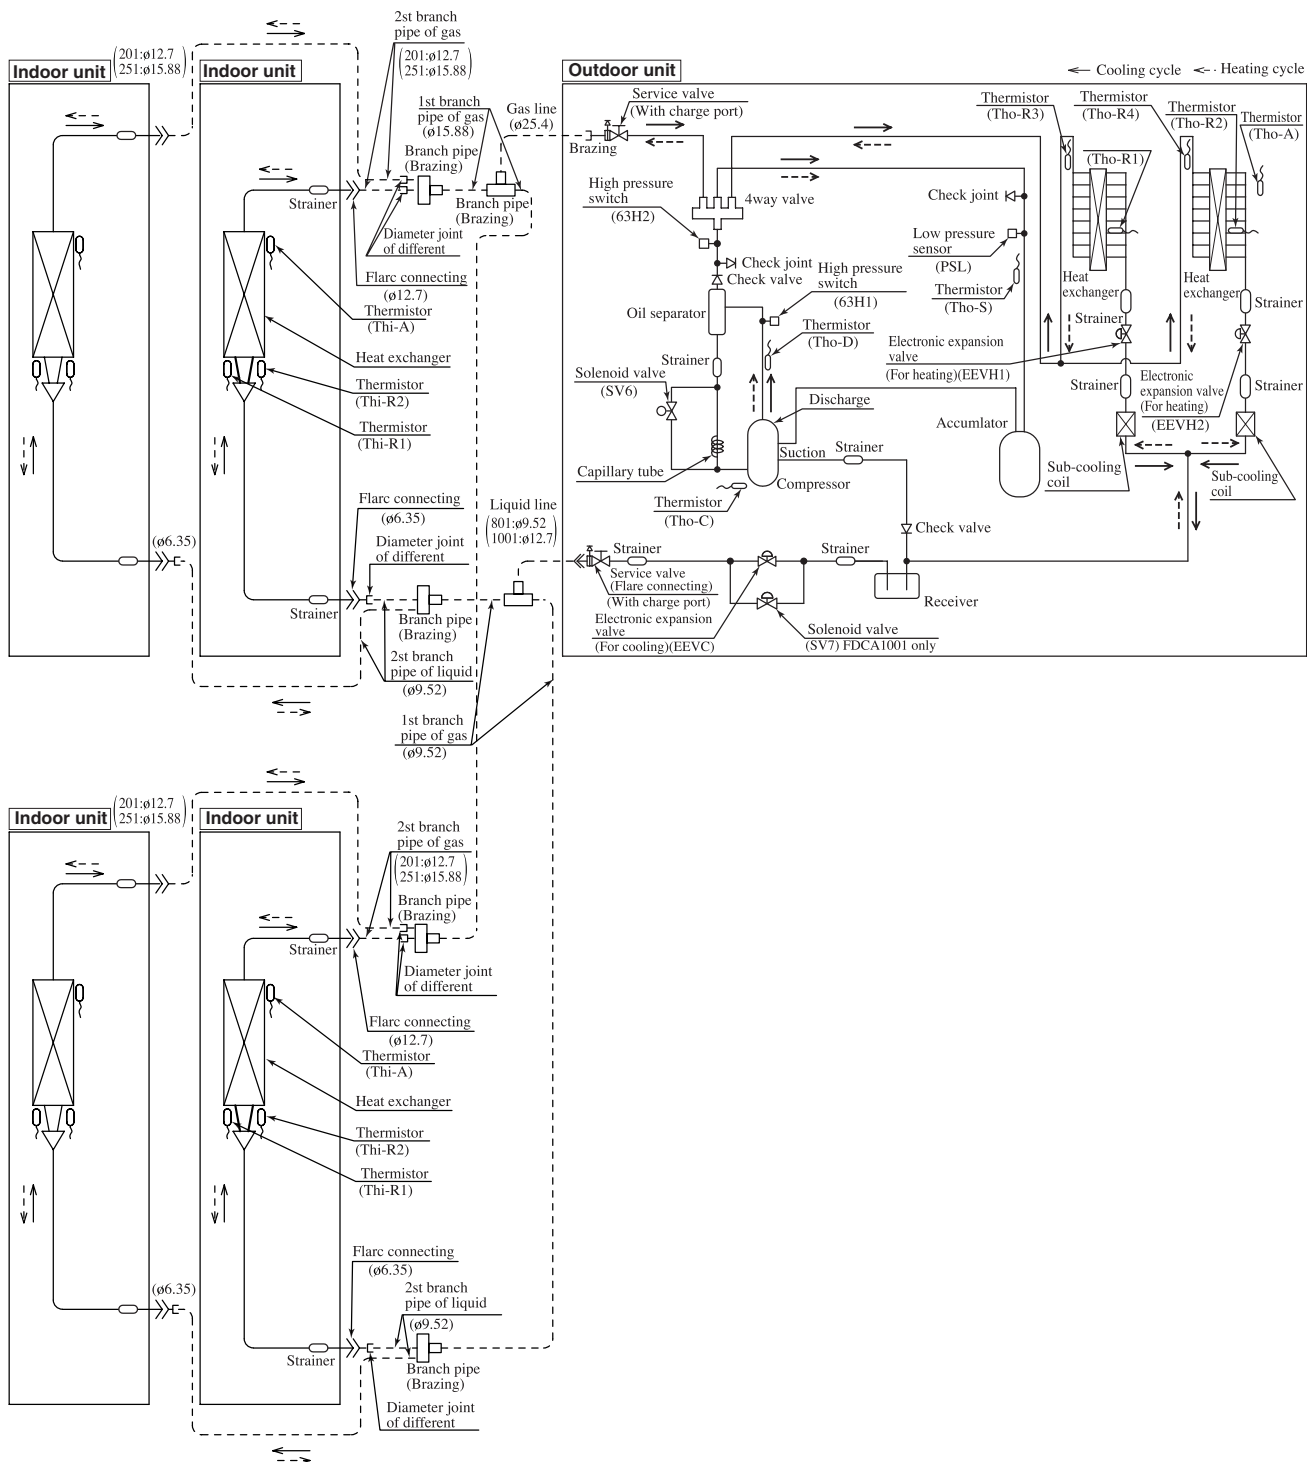 2st branch
pipe of gas
(201:ø12.7
251:ø15.88)
(201:ø12.7
251:ø15.88)
Indoor unit
Indoor unit
1st branch
pipe of gas
(ø15.88)
Gas line
(ø25.4)
Branch pipe
(Brazing)
Strainer
Branch pipe
(Brazing)
Diameter joint
of different
Flarc connecting
(ø12.7)
Thermistor
(Thi-A)
Heat exchanger
Thermistor
(Thi-R2)
Thermistor
(Thi-R1)
Flarc connecting
(ø6.35)
Liquid line
(801:ø9.52
1001:ø12.7)
(ø6.35)
Diameter joint
of different
Strainer
Branch pipe
(Brazing)
2st branch
pipe of liquid
(ø9.52)
1st branch
pipe of gas
(ø9.52)
Outdoor unit
Cooling cycle
Heating cycle
Service valve
(With charge port)
Brazing
Thermistor
(Tho-R3)
Thermistor
(Tho-R4)
Thermistor
(Tho-R2)
Thermistor
(Tho-A)
(Tho-R1)
High pressure
switch
(63H2)
4way valve
Check joint
Low pressure
sensor
(PSL)
Check joint
Check valve
High pressure
switch
(63H1)
Thermistor
(Tho-S)
Heat
exchanger
Heat
exchanger
Oil separator
Thermistor
(Tho-D)
Strainer
Strainer
Strainer
Electronic expansion
valve
(For heating)(EEVH1)
Solenoid valve
(SV6)
Strainer
Electronic
expansion valve
(For heating)
(EEVH2)
Strainer
Discharge
Accumlator
Capillary tube
Suction
Strainer
Compressor
Sub-cooling
coil
Sub-cooling
coil
Thermistor
(Tho-C)
Check valve
Strainer
Strainer
Service valve
(Flare connecting)
(With charge port)
Receiver
Electronic expansion
valve
(For cooling)(EEVC)
Solenoid valve
(SV7) FDCA1001 only
(201:ø12.7
251:ø15.88)
Indoor unit
Indoor unit
2st branch
pipe of gas
(201:ø12.7
251:ø15.88)
Branch pipe
(Brazing)
Strainer
Diameter joint
of different
Flarc connecting
(ø12.7)
Thermistor
(Thi-A)
Heat exchanger
Thermistor
(Thi-R2)
Thermistor
(Thi-R1)
Flarc connecting
(ø6.35)
(ø6.35)
2st branch
pipe of liquid
(ø9.52)
Strainer
Branch pipe
(Brazing)
Diameter joint
of different